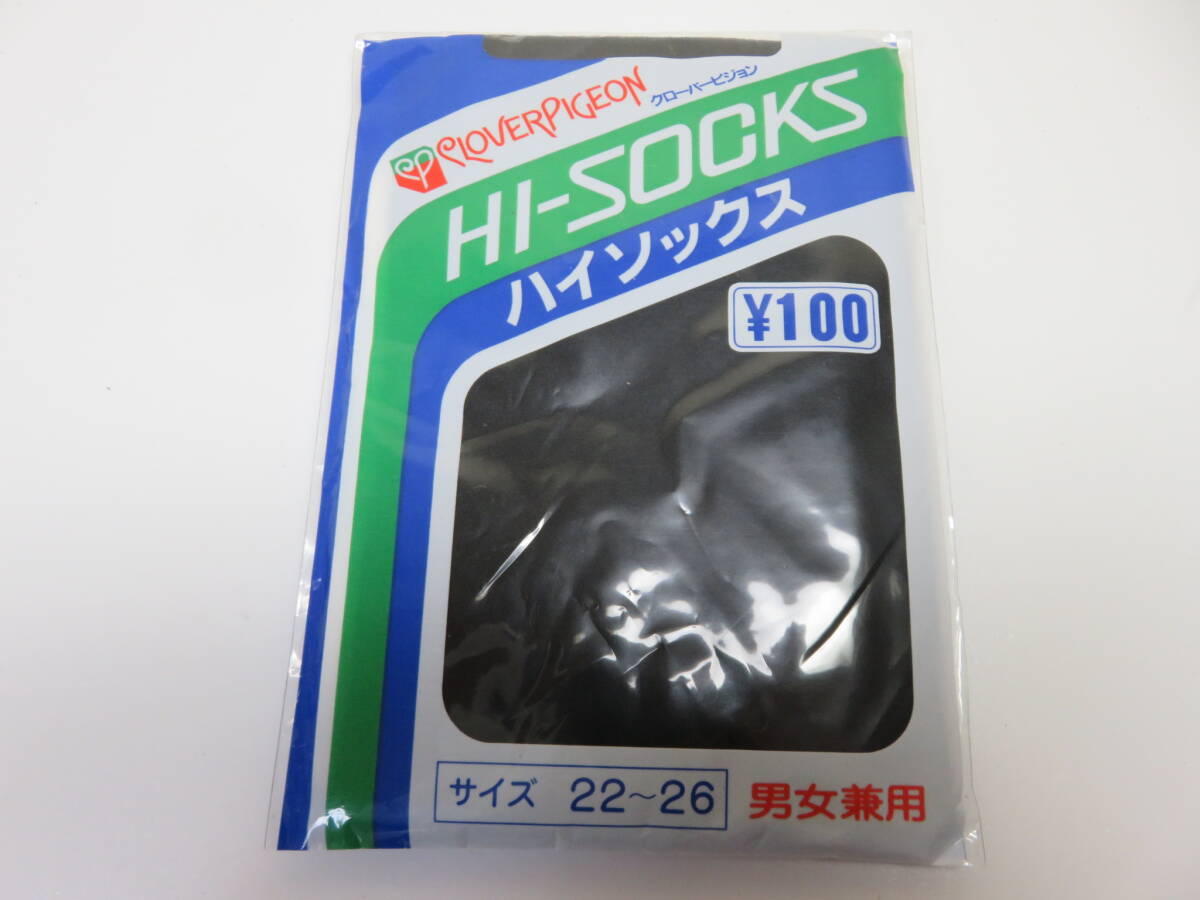 CP CLOVERPIGEON クローバーピジョン
HI-SOCKS
ハイソックス
¥100
サイズ 22~26 男女兼用